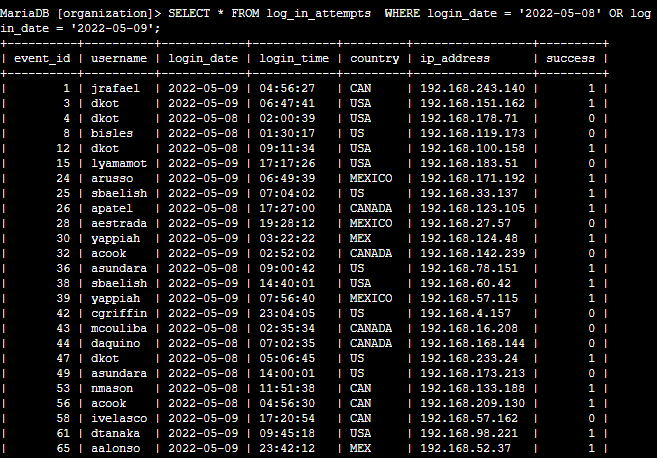 MariaDB [organization]> SELECT * FROM log_in_attempts  WHERE login_date = '2022-05-08' OR log
in_date = '2022-05-09';
+----------+----------+------------+------------+---------+-----------------+---------+
| event_id | username | login_date | login_time | country | ip_address      | success |
+----------+----------+------------+------------+---------+-----------------+---------+
|        1 | jrafael  | 2022-05-09 | 04:56:27   | CAN     | 192.168.243.140 |       1 |
|        3 | dkot     | 2022-05-09 | 06:47:41   | USA     | 192.168.151.162 |       1 |
|        4 | dkot     | 2022-05-08 | 02:00:39   | USA     | 192.168.178.71  |       0 |
|        8 | bisles   | 2022-05-08 | 01:30:17   | US      | 192.168.119.173 |       0 |
|       12 | dkot     | 2022-05-08 | 09:11:34   | USA     | 192.168.100.158 |       1 |
|       15 | lyamamot | 2022-05-09 | 17:17:26   | USA     | 192.168.183.51  |       0 |
|       24 | arusso   | 2022-05-09 | 06:49:39   | MEXICO  | 192.168.171.192 |       1 |
|       25 | sbaelish | 2022-05-09 | 07:04:02   | US      | 192.168.33.137  |       1 |
|       26 | apatel   | 2022-05-08 | 17:27:00   | CANADA  | 192.168.123.105 |       1 |
|       28 | aestrada | 2022-05-09 | 19:28:12   | MEXICO  | 192.168.27.57   |       0 |
|       30 | yappiah  | 2022-05-09 | 03:22:22   | MEX     | 192.168.124.48  |       1 |
|       32 | acook    | 2022-05-09 | 02:52:02   | CANADA  | 192.168.142.239 |       0 |
|       36 | asundara | 2022-05-08 | 09:00:42   | US      | 192.168.78.151  |       1 |
|       38 | sbaelish | 2022-05-09 | 14:40:01   | USA     | 192.168.60.42   |       1 |
|       39 | yappiah  | 2022-05-09 | 07:56:40   | MEXICO  | 192.168.57.115  |       1 |
|       42 | cgriffin | 2022-05-09 | 23:04:05   | US      | 192.168.4.157   |       0 |
|       43 | mcouliba | 2022-05-08 | 02:35:34   | CANADA  | 192.168.16.208  |       0 |
|       44 | daquino  | 2022-05-08 | 07:02:35   | CANADA  | 192.168.168.144 |       0 |
|       47 | dkot     | 2022-05-08 | 05:06:45   | US      | 192.168.233.24  |       1 |
|       49 | asundara | 2022-05-08 | 14:00:01   | US      | 192.168.173.213 |       0 |
|       53 | nmason   | 2022-05-08 | 11:51:38   | CAN     | 192.168.133.188 |       1 |
|       56 | acook    | 2022-05-08 | 04:56:30   | CAN     | 192.168.209.130 |       1 |
|       58 | ivelasco | 2022-05-09 | 17:20:54   | CAN     | 192.168.57.162  |       0 |
|       61 | dtanaka  | 2022-05-09 | 09:45:18   | USA     | 192.168.98.221  |       1 |
|       65 | aalonso  | 2022-05-09 | 23:42:12   | MEX     | 192.168.52.37   |       1 |